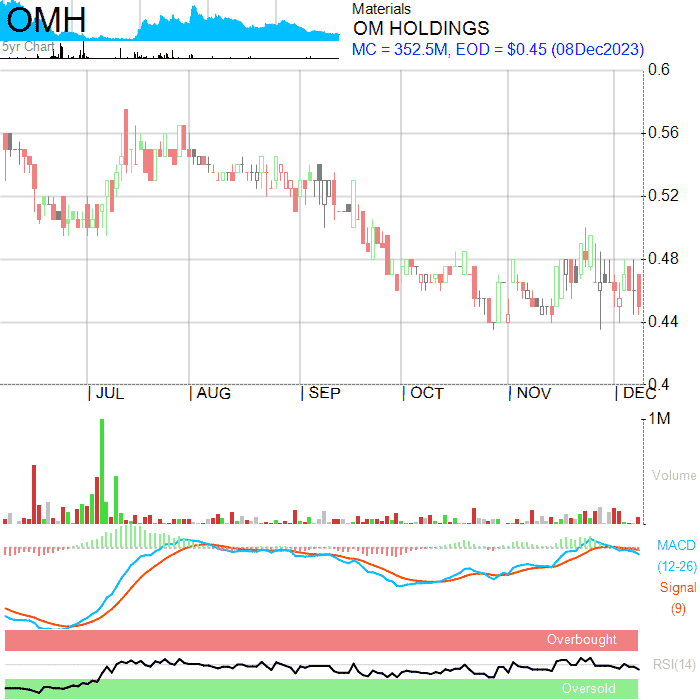 OMH
5yr Chart
Materials
OM HOLDINGS
MC = 352.5M, EOD = $0.45 (08Dec2023)
0.6
0.56
0.52
0.48
0.44
0.4
JUL
AUG
SEP
OCT
NOV
DEC
1M
Volume
MACD
(12-26)
Signal
(9)
Overbought
RSI(14)
Oversold